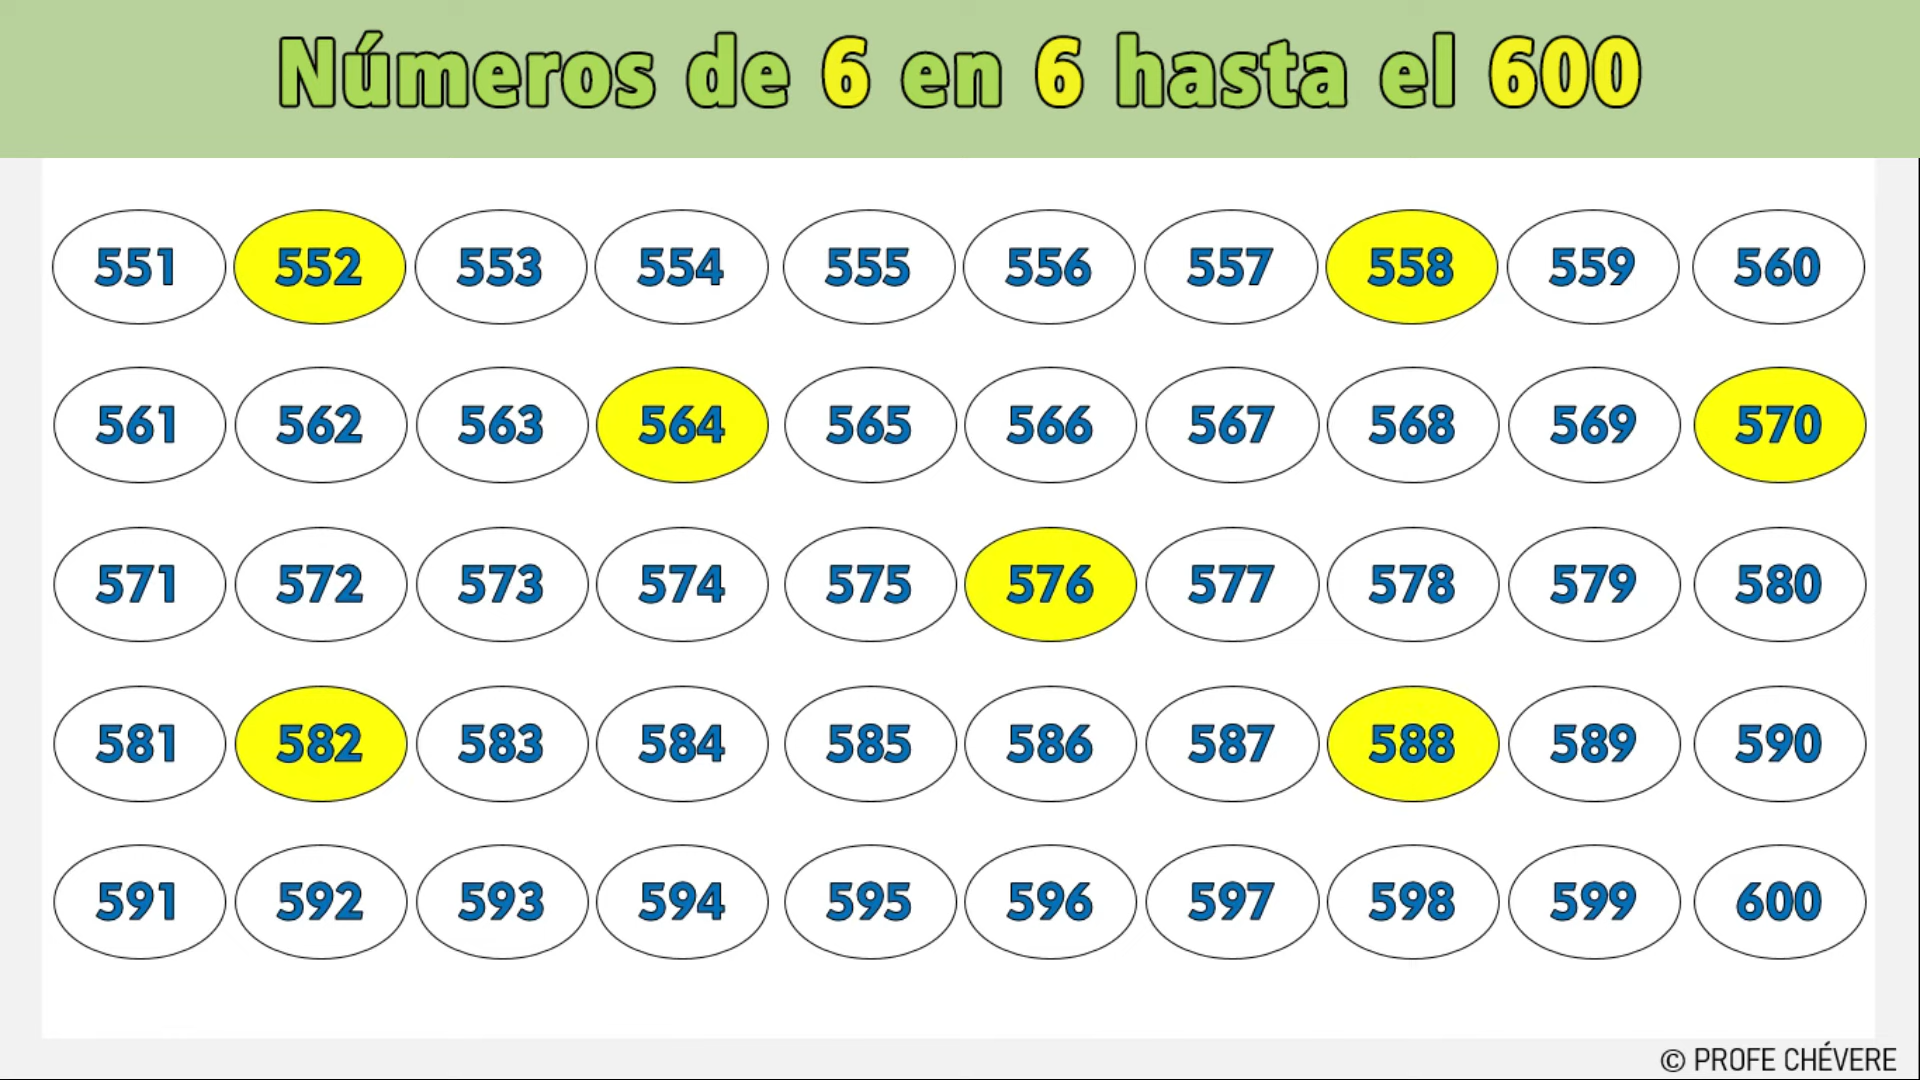 Números de 6 en 6 hasta el 600
551 552 553 554 555 556 557 558 559 560
561 562 563 564 565 566 567 568 569 570
571 572 573 574 575 576 577 578 579 580
581 582 583 584 585 586 587 588 589 590
591 592 593 594 595 596 597 598 599 600
© PROFE CHÉVERE